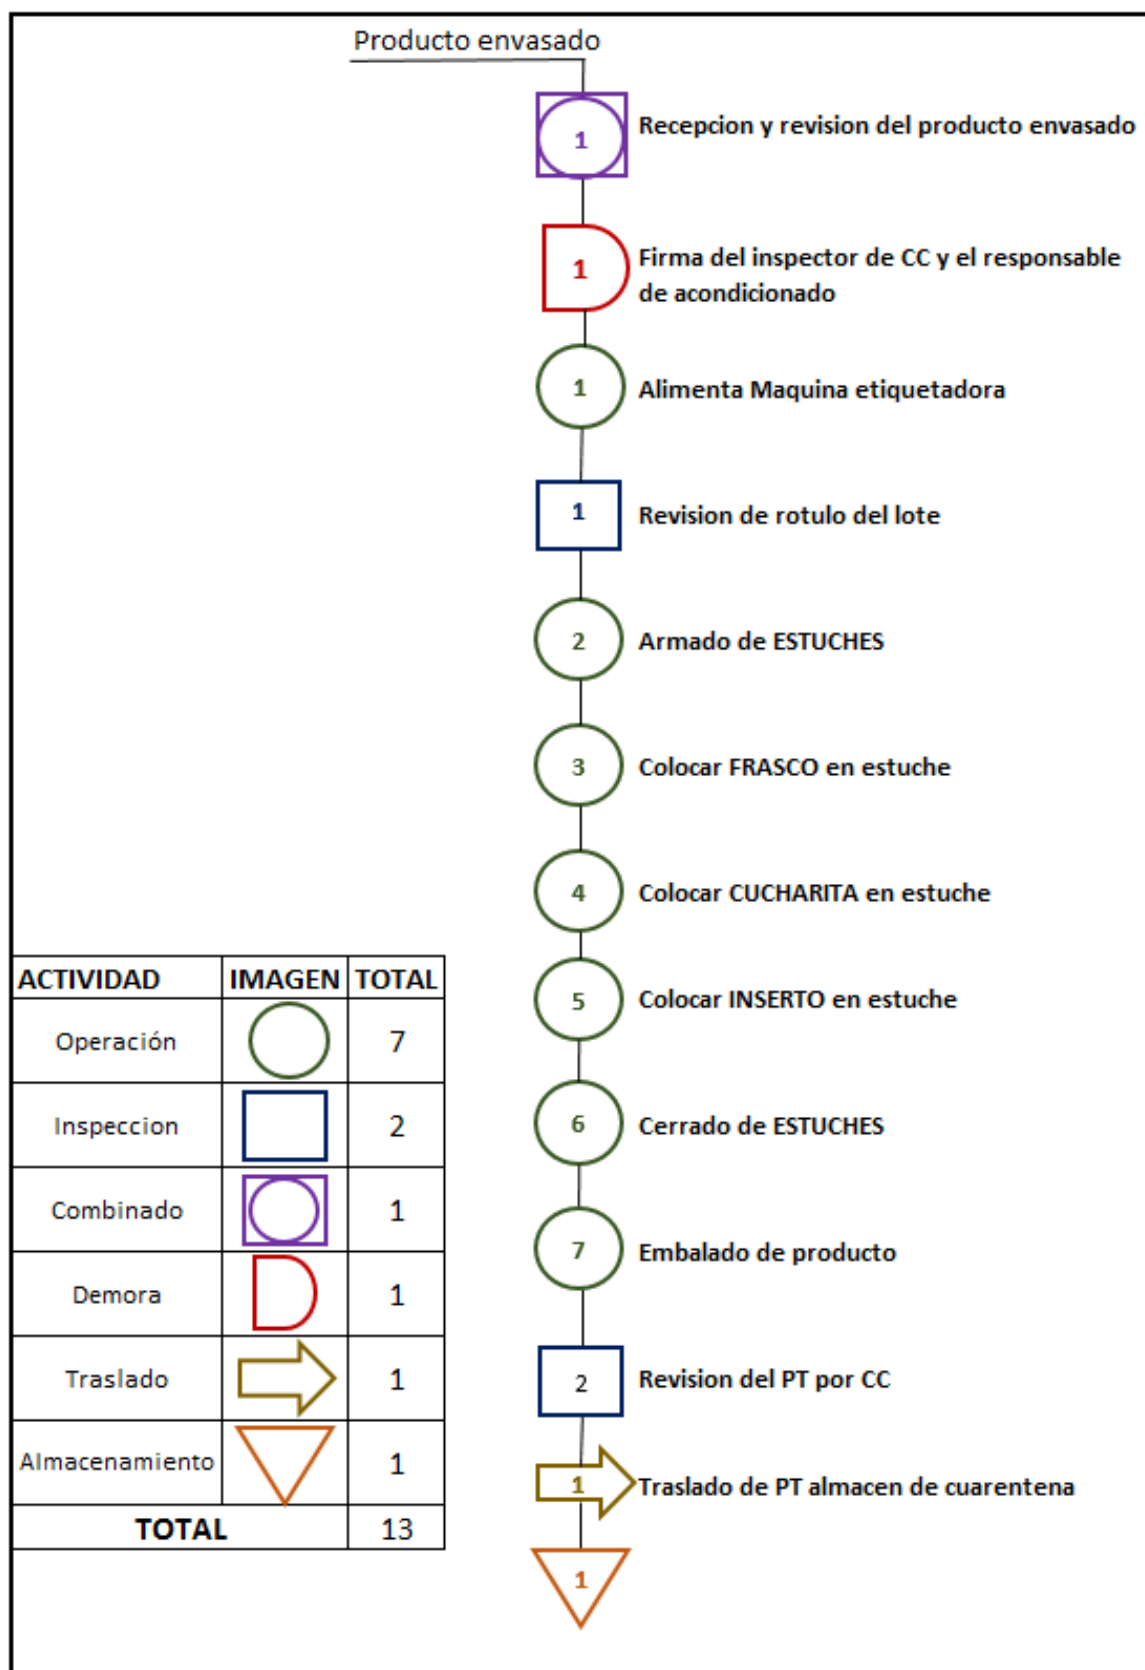 Producto envasado
1
Recepcion y revision del producto envasado
1
Firma del inspector de CC y el responsable
de acondicionado
1
Alimenta Maquina etiquetadora
1
Revision de rotulo del lote
2
Armado de ESTUCHES
3
Colocar FRASCO en estuche
4
Colocar CUCHARITA en estuche
5
Colocar INSERTO en estuche
6
Cerrado de ESTUCHES
7
Embalado de producto
2
Revision del PT por CC
1
Traslado de PT almacen de cuarentena
1
ACTIVIDAD IMAGEN TOTAL
Operación 7
Inspeccion 2
Combinado 1
Demora 1
Traslado 1
Almacenamiento 1
TOTAL 13